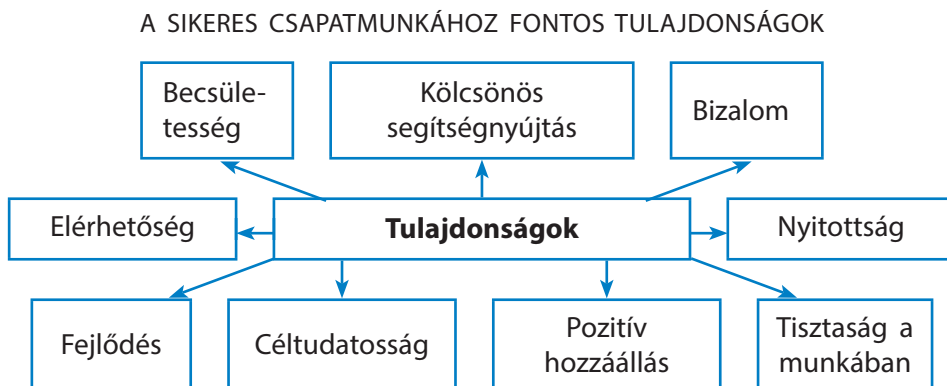 A SIKERES CSAPATMUNKÁHOZ FONTOS TULAJDONSÁGOK
Becsüle-
tesség
Kölcsönös
segítségnyújtás
Bizalom
Elérhetőség
Tulajdonságok
Nyitottság
Fejlődés
Céltudatosság
Pozitív
hozzáállás
Tisztaság a
munkában